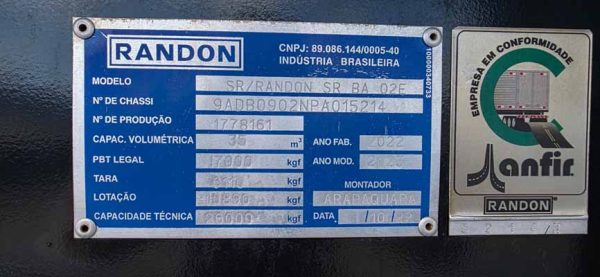 RANDON
CNPJ: 89.086.144/0005-40
INDÚSTRIA BRASILEIRA
100000340733
MODELO SR/RANDON SR BA 02E
Nº DE CHASSI 9ADB0902NPA015214
Nº DE PRODUÇÃO 1778161
CAPAC. VOLUMÉTRICA 35 m³ ANO FAB. 2022
PBT LEGAL 17000 kgf ANO MOD.
TARA kgf MONTADOR
LOTAÇÃO kgf ARARAQUARA
CAPACIDADE TÉCNICA kgf DATA
EMPRESA EM CONFORMIDADE
anfir
RANDON